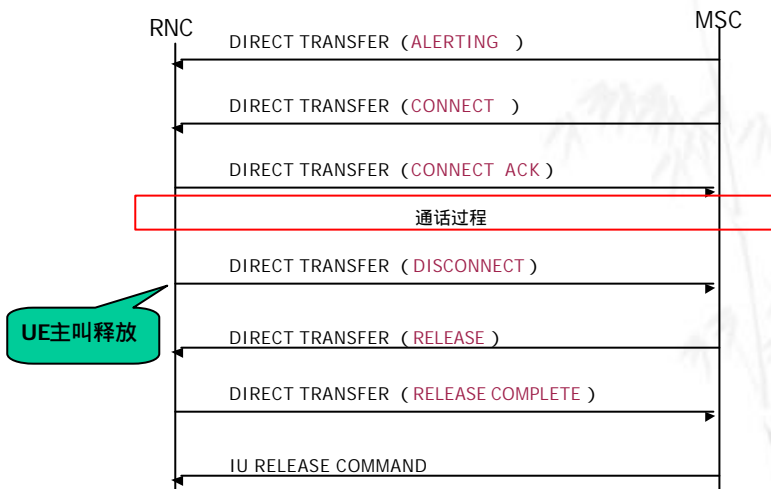 RNC
MSC
DIRECT TRANSFER (ALERTING )
DIRECT TRANSFER (CONNECT )
DIRECT TRANSFER (CONNECT ACK)
通话过程
DIRECT TRANSFER (DISCONNECT)
UE主叫释放
DIRECT TRANSFER (RELEASE)
DIRECT TRANSFER (RELEASE COMPLETE)
IU RELEASE COMMAND